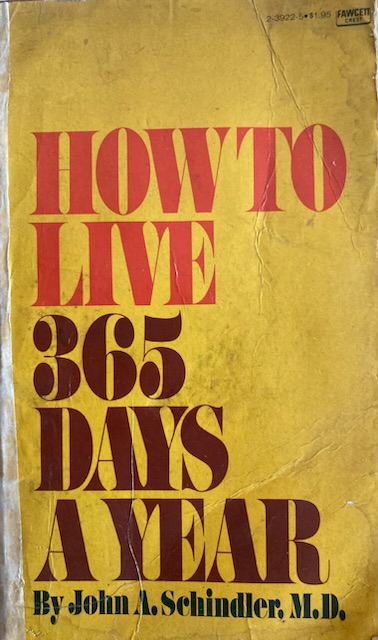 2-3922-5•$1.95 FAWCETT
CREST
HOW TO
LIVE
365
DAYS
A YEAR
By John A. Schindler, M.D.